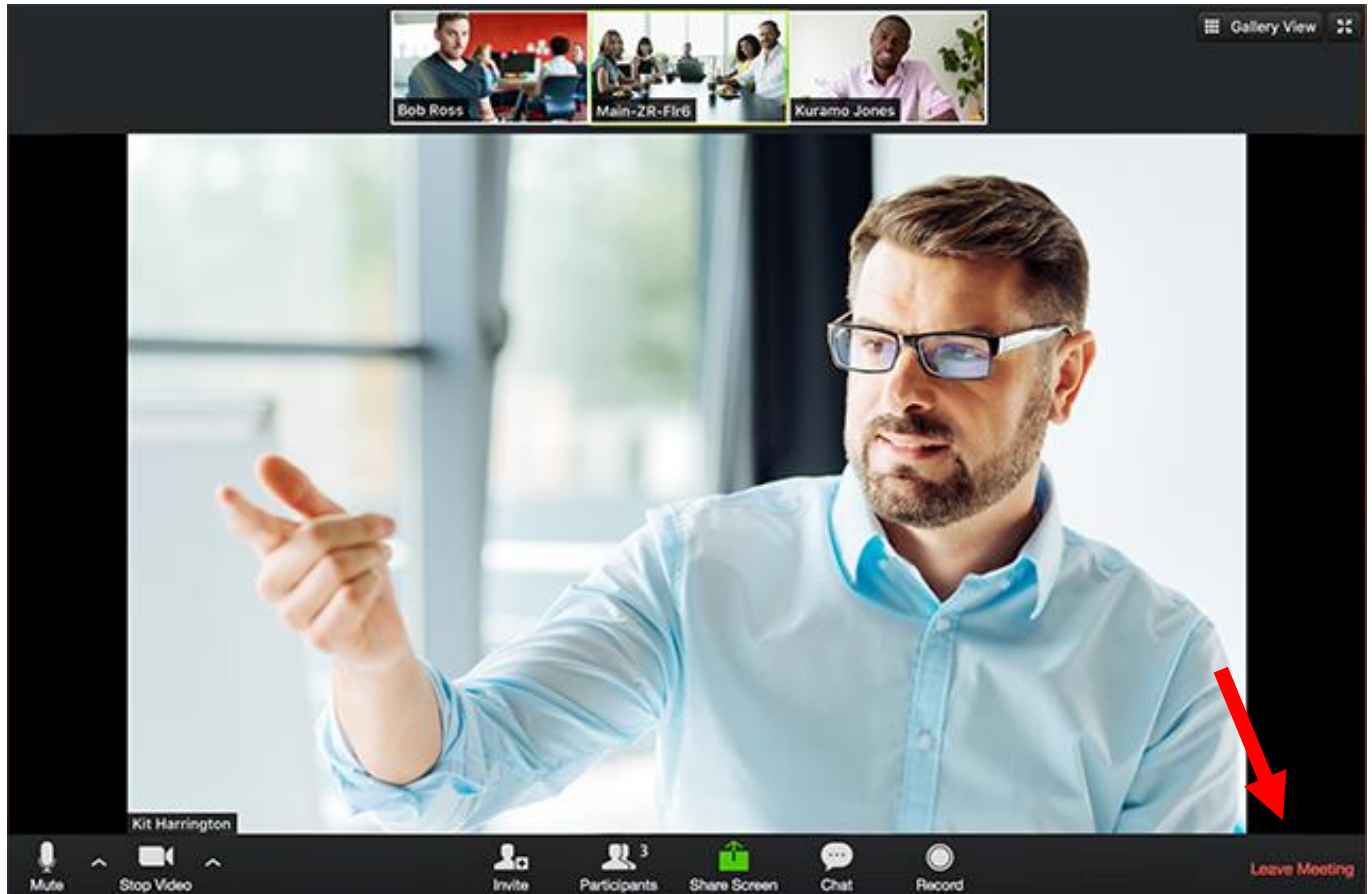 Gallery View
Bob Ross
Main-ZR-Flr6
Kuramo Jones
Kit Harrington
3
Mute
Stop Video
Invite
Participants
Share Screen
Chat
Record
Leave Meeting